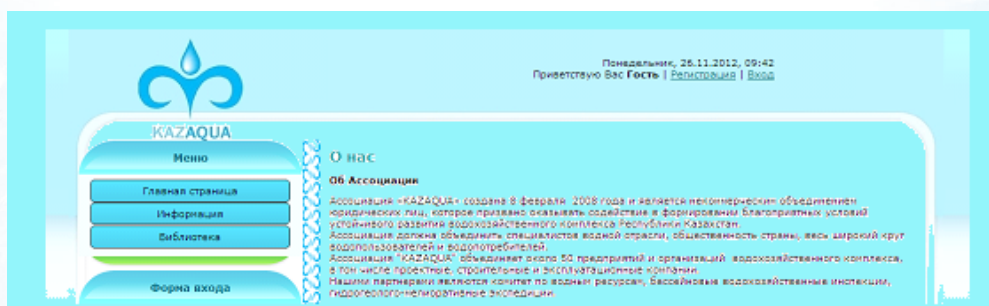 Понедельник, 26.11.2012, 09:42
Приветствую Вас Гость | Регистрация | Вход
KAZAQUA
Меню
Главная страница
Информация
Библиотека
Форма входа
О нас
Об Ассоциации
Ассоциация «KAZAQUA» создана 8 февраля 2008 года и является некоммерческим объединением
юридических лиц, которое призвано оказывать содействие в формировании благоприятных условий
устойчивого развития водохозяйственного комплекса Республики Казахстан.
Ассоциация должна объединить специалистов водной отрасли, общественность страны, весь широкий круг
водопользователей и водопотребителей.
Ассоциация "KAZAQUA" объединяет около 50 предприятий и организаций водохозяйственного комплекса,
в том числе проектные, строительные и эксплуатационные компании
Нашими партнерами являются комитет по водным ресурсам, бассейновые водохозяйственные инспекции,
гидрогеолого-мелиоративные экспедиции